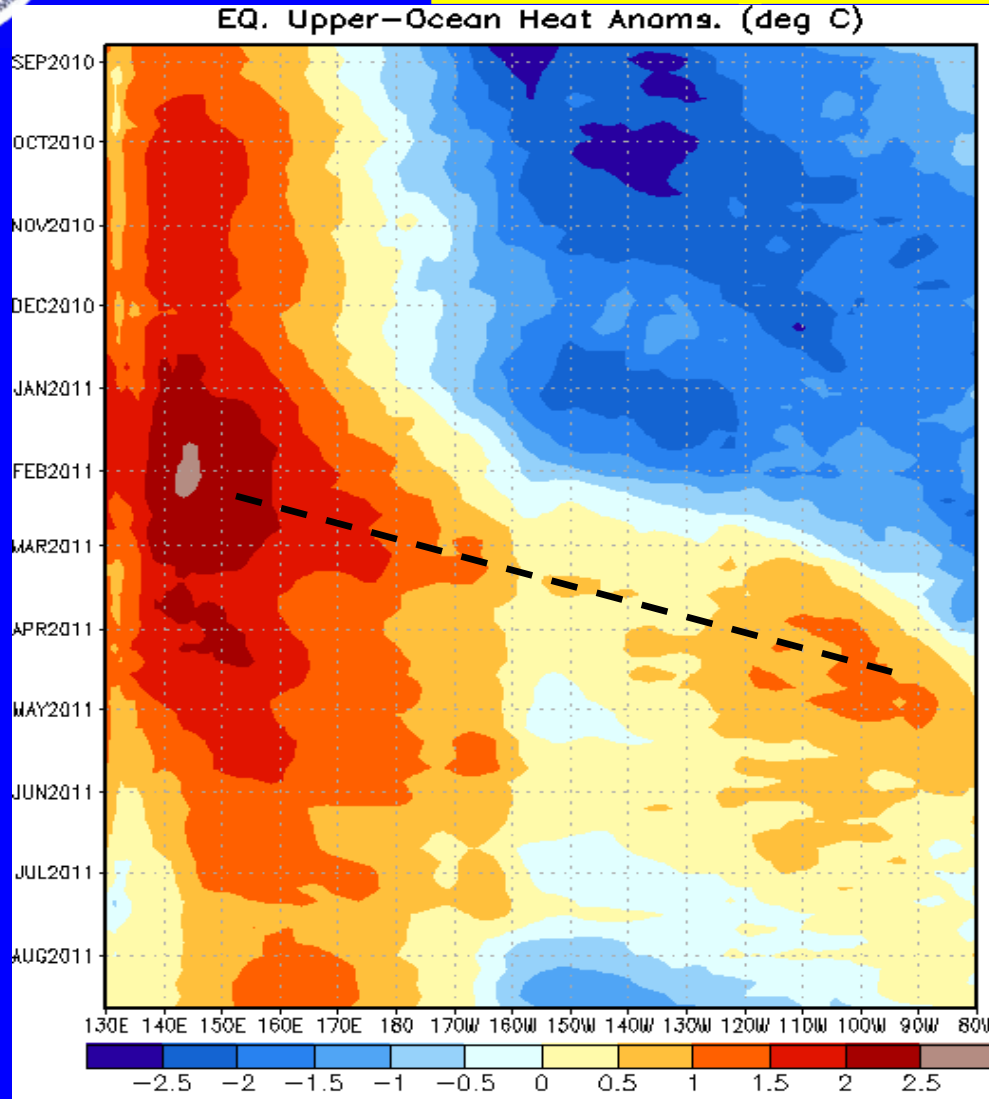 EQ. Upper-Ocean Heat Anoms. (deg C)
SEP2010
OCT2010
NOV2010
DEC2010
JAN2011
FEB2011
MAR2011
APR2011
MAY2011
JUN2011
JUL2011
AUG2011
130E 140E 150E 160E 170E 180 170W 160W 150W 140W 130W 120W 110W 100W 90W 80W
-2.5 -2 -1.5 -1 -0.5 0 0.5 1 1.5 2 2.5